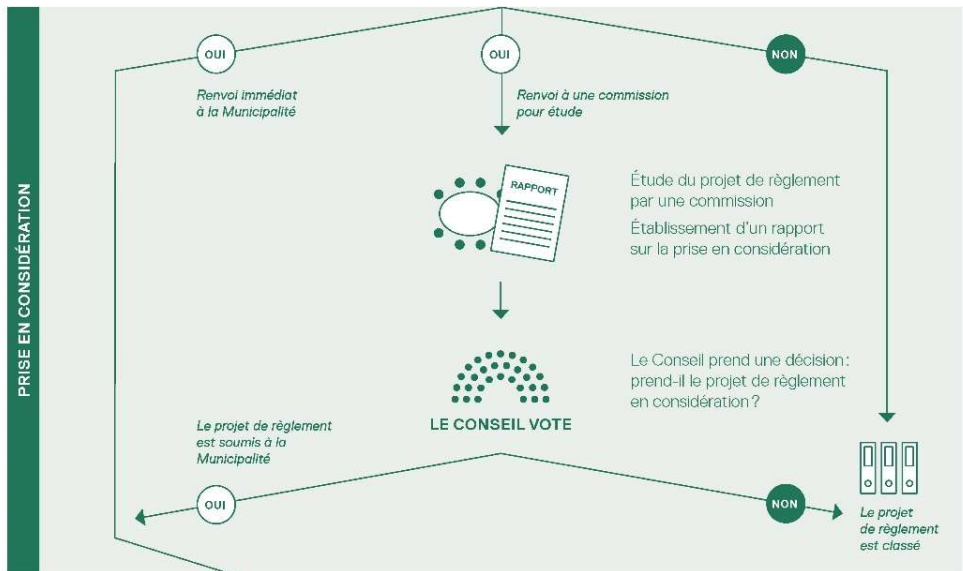 PRISE EN CONSIDÉRATION
OUI
OUI
NON
Renvoi immédiat
à la Municipalité
Renvoi à une commission
pour étude
RAPPORT
Étude du projet de règlement
par une commission
Établissement d'un rapport
sur la prise en considération
LE CONSEIL VOTE
Le Conseil prend une décision :
prend-il le projet de règlement
en considération ?
Le projet de règlement
est soumis à la
Municipalité
OUI
NON
Le projet
de règlement
est classé